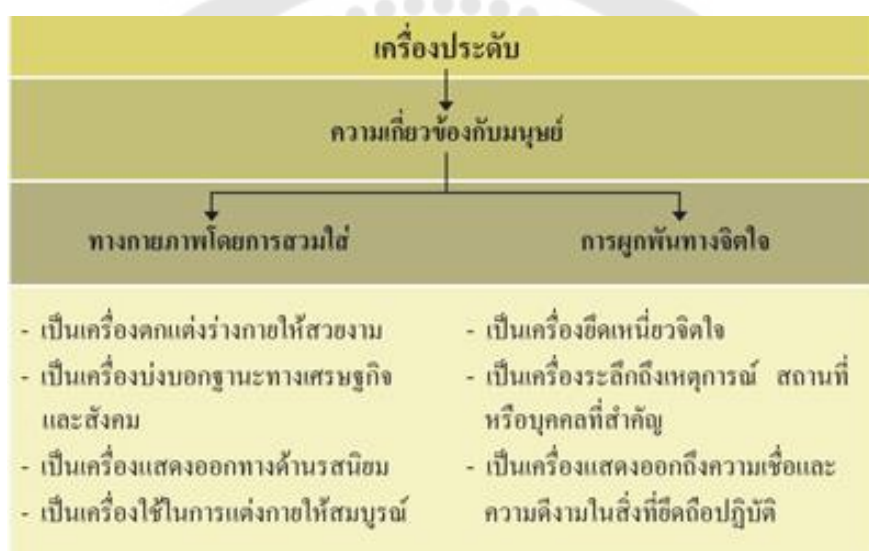 เครื่องประดับ
ความเกี่ยวข้องกับมนุษย์
ทางกายภาพโดยการสวมใส่
การผูกพันทางจิตใจ
- เป็นเครื่องตกแต่งร่างกายให้สวยงาม
- เป็นเครื่องบ่งบอกฐานะทางเศรษฐกิจ
และสังคม
- เป็นเครื่องแสดงออกทางด้านรสนิยม
- เป็นเครื่องใช้ในการแต่งกายให้สมบูรณ์
- เป็นเครื่องยึดเหนี่ยวจิตใจ
- เป็นเครื่องระลึกถึงเหตุการณ์ สถานที่
หรือบุคคลที่สำคัญ
- เป็นเครื่องแสดงออกถึงความเชื่อและ
ความดีงามในสิ่งที่ยึดถือปฏิบัติ